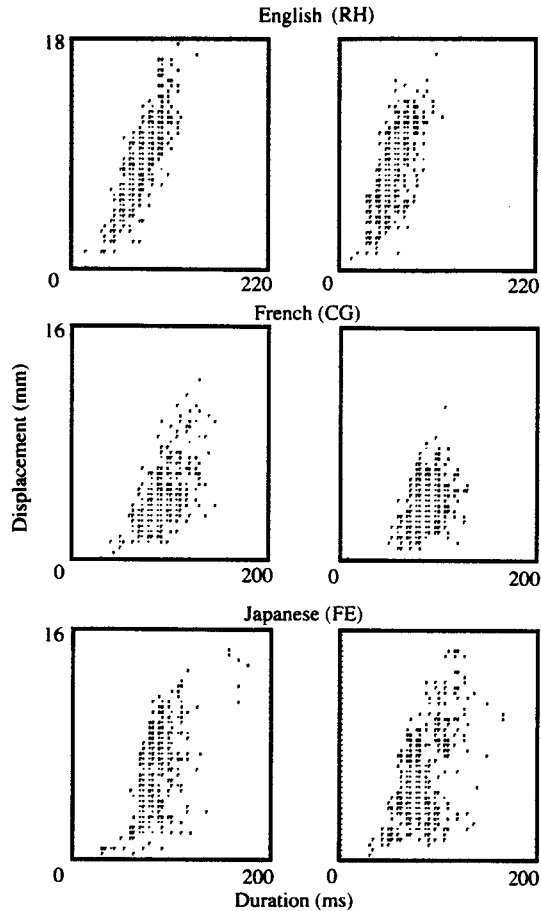 English (RH)
18
0 220 0 220
French (CG)
16
Displacement (mm)
0 200 0 200
Japanese (FE)
16
0 200 0 200
Duration (ms)